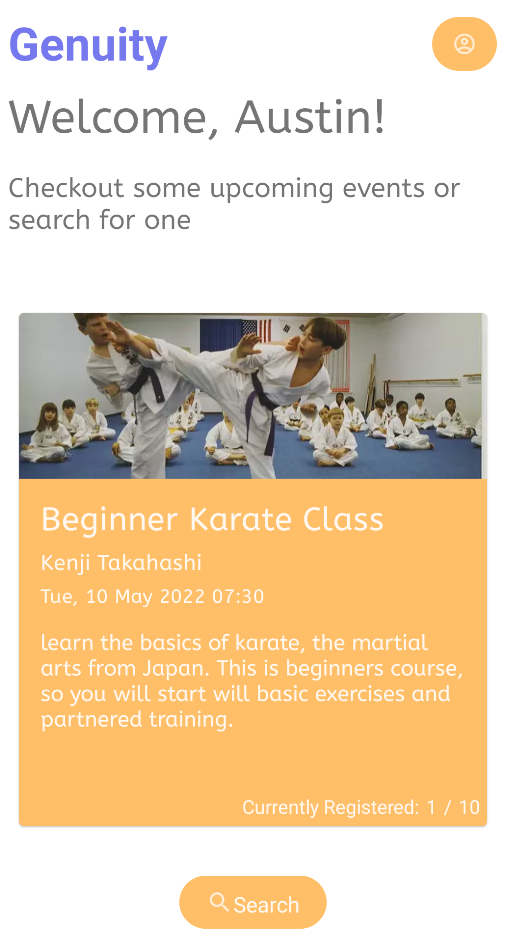 Genuity
Welcome, Austin!
Checkout some upcoming events or
search for one
Beginner Karate Class
Kenji Takahashi
Tue, 10 May 2022 07:30
learn the basics of karate, the martial
arts from Japan. This is beginners course,
so you will start will basic exercises and
partnered training.
Currently Registered: 1 / 10
Search